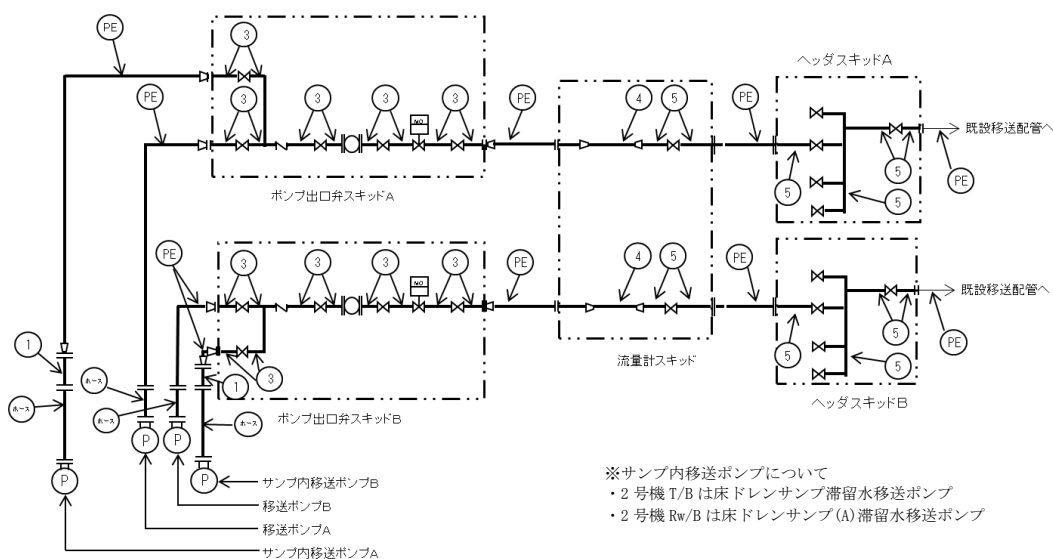 PE
3
ヘッダスキッドA
PE
3
3
3
3
MO
PE
4
5
PE
既設移送配管へ
5
5
5
PE
ポンプ出口弁スキッドA
PE
3
3
3
3
MO
PE
4
5
PE
ヘッダスキッドB
既設移送配管へ
5
5
5
PE
1
ホース
ホース
ホース
1
3
ホース
ポンプ出口弁スキッドB
流量計スキッド
P
P
P
P
サンプ内移送ポンプB
移送ポンプB
移送ポンプA
サンプ内移送ポンプA
※サンプ内移送ポンプについて
・2号機 T/B は床ドレンサンプ滞留水移送ポンプ
・2号機 Rw/B は床ドレンサンプ(A)滞留水移送ポンプ